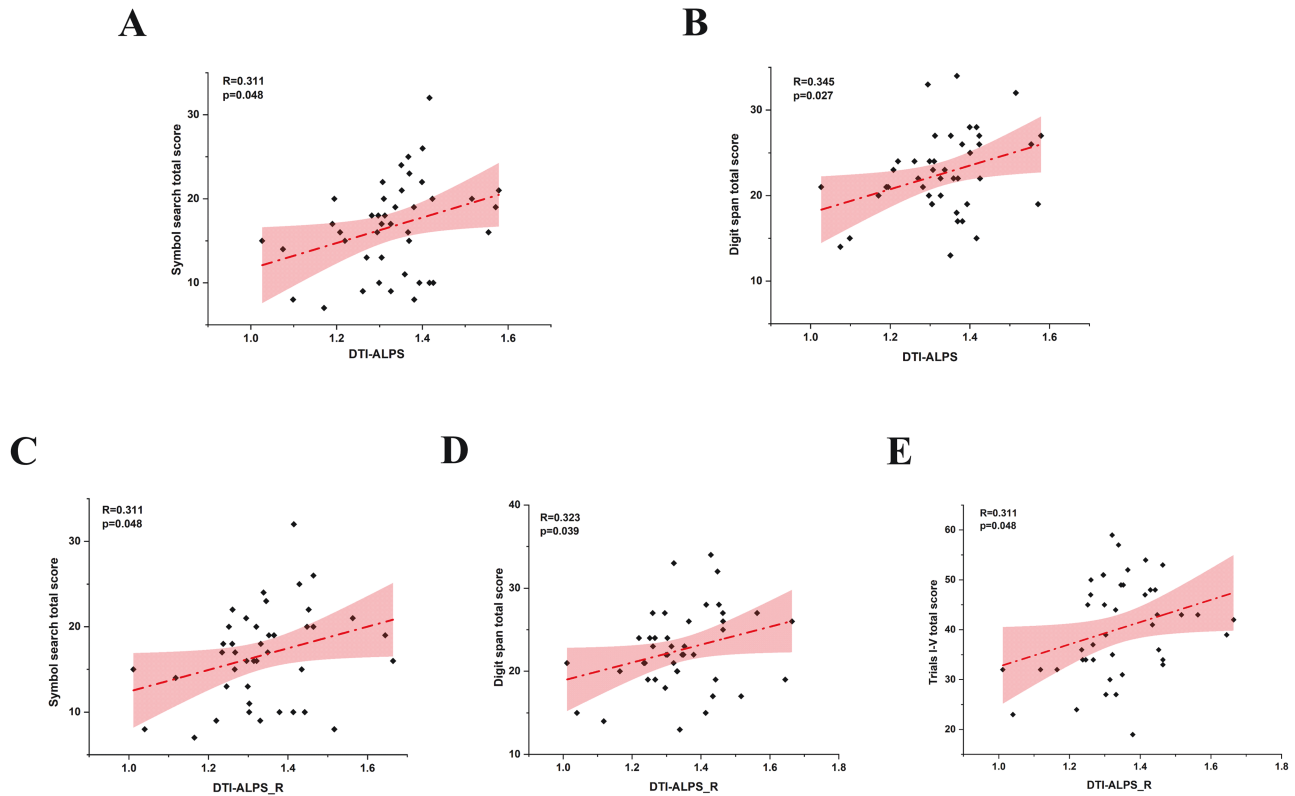 A
R=0.311
p=0.048
30
20
10
Symbol search total score
1.0
1.2
1.4
1.6
DTI-ALPS
B
R=0.345
p=0.027
30
20
10
Digit span total score
1.0
1.2
1.4
1.6
DTI-ALPS
C
R=0.311
p=0.048
30
20
10
Symbol search total score
1.0
1.2
1.4
1.6
DTI-ALPS_R
D
R=0.323
p=0.039
40
30
20
10
Digit span total score
1.0
1.2
1.4
1.6
1.8
DTI-ALPS_R
E
R=0.311
p=0.048
60
50
40
30
20
Trials I-V total score
1.0
1.2
1.4
1.6
1.8
DTI-ALPS_R